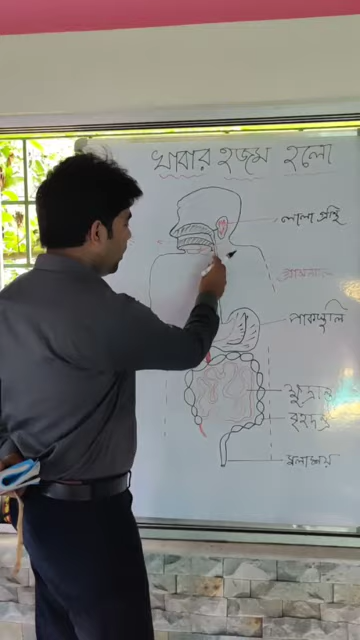 খাবার হজম হলো
লালা গ্রন্থি
পাকস্থলি
ক্ষুদ্রান্ত্র
বৃহদন্ত্র
মলাশয়